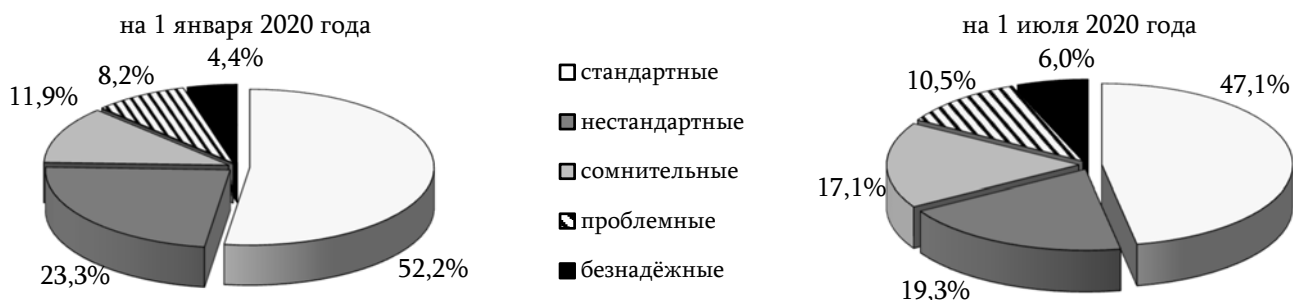 на 1 января 2020 года
4,4%
8,2%
11,9%
23,3%
52,2%
стандартные
нестандартные
сомнительные
проблемные
безнадёжные
на 1 июля 2020 года
6,0%
10,5%
47,1%
17,1%
19,3%